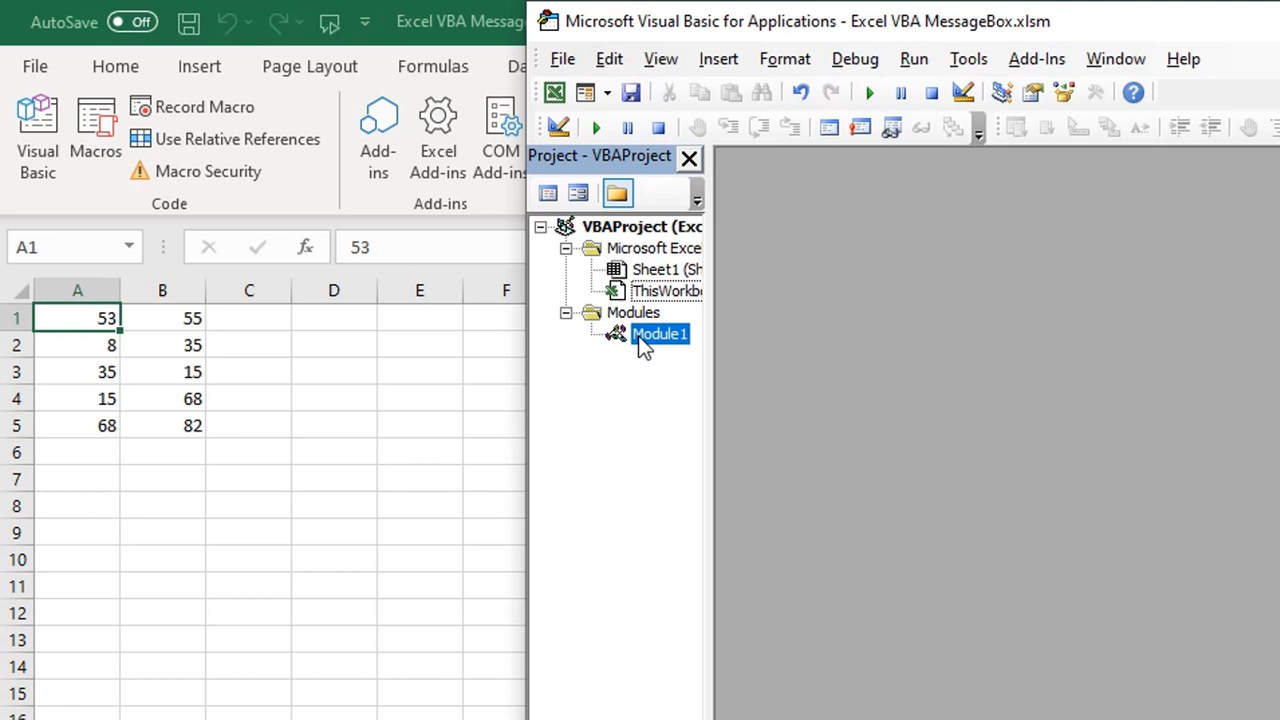 AutoSave Off
Excel VBA Messag
File Home Insert Page Layout Formulas Da
Visual Basic
Macros
Record Macro
Use Relative References
Macro Security
Code
Add-ins
Excel Add-ins
COM Add-ins
Add-ins
A1
fx
53
A B C D E F
1 53 55
2 8 35
3 35 15
4 15 68
5 68 82
6
7
8
9
10
11
12
13
14
15
Microsoft Visual Basic for Applications - Excel VBA MessageBox.xlsm
File Edit View Insert Format Debug Run Tools Add-Ins Window Help
Project - VBAProject
VBAProject (Exc
Microsoft Exce
Sheet1 (Sh
ThisWorkbo
Modules
Module1